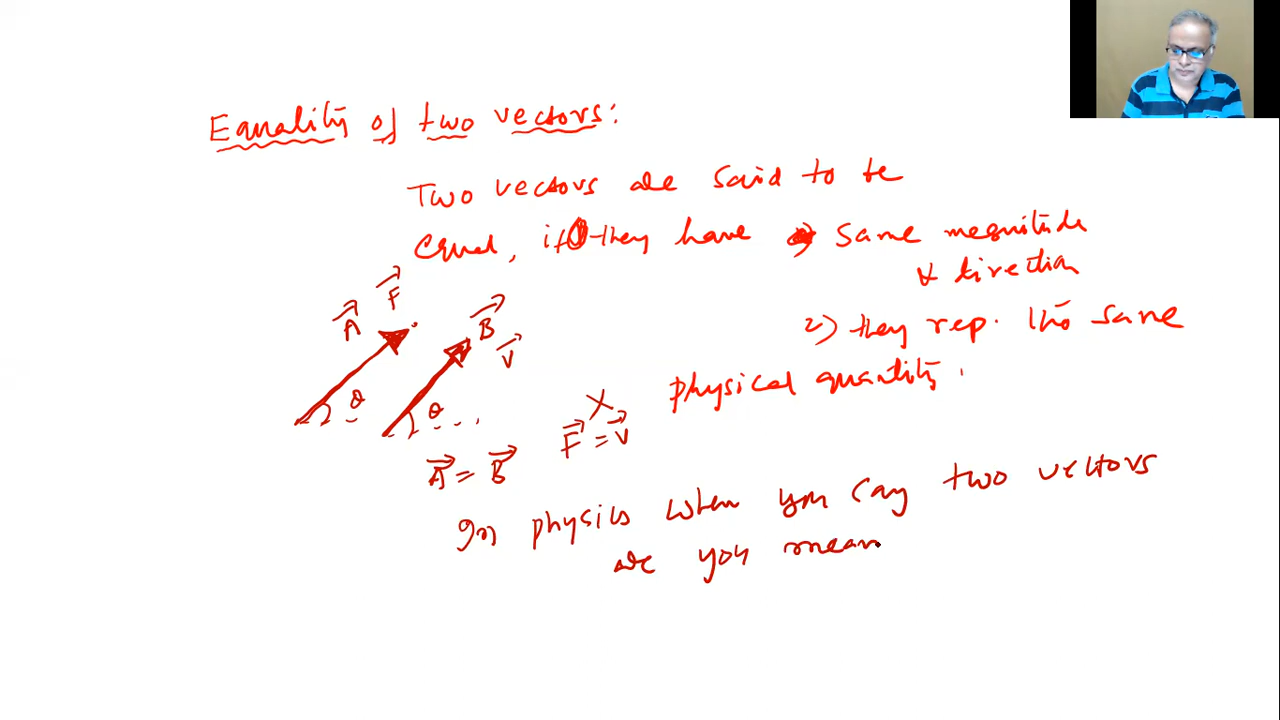 Equality of two vectors:
Two vectors are said to be
equal, if they have 1) same magnitude
& direction
2) they rep. the same
physical quantity.
A F
B
V
θ
θ
X
F = V
A = B
In physics when you say two vectors
are you mean